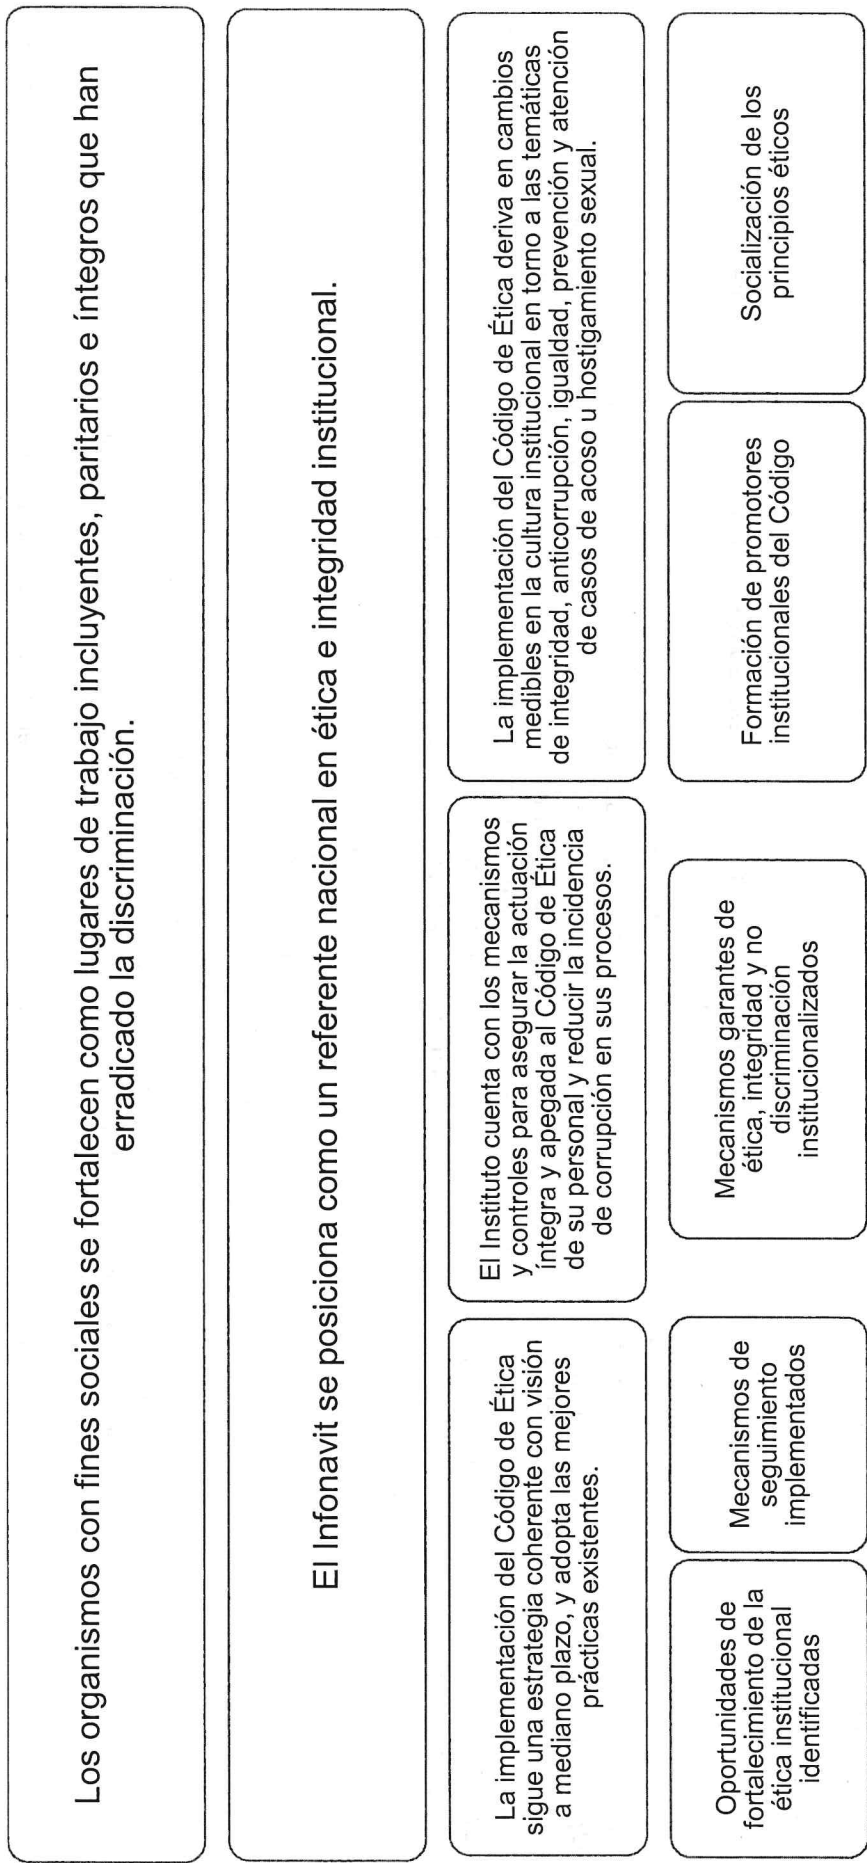 Los organismos con fines sociales se fortalecen como lugares de trabajo incluyentes, paritarios e íntegros que han
erradicado la discriminación.
El Infonavit se posiciona como un referente nacional en ética e integridad institucional.
La implementación del Código de Ética
sigue una estrategia coherente con visión
a mediano plazo, y adopta las mejores
prácticas existentes.
El Instituto cuenta con los mecanismos
y controles para asegurar la actuación
íntegra y apegada al Código de Ética
de su personal y reducir la incidencia
de corrupción en sus procesos.
La implementación del Código de Ética deriva en cambios
medibles en la cultura institucional en torno a las temáticas
de integridad, anticorrupción, igualdad, prevención y atención
de casos de acoso u hostigamiento sexual.
Oportunidades de
fortalecimiento de la
ética institucional
identificadas
Mecanismos de
seguimiento
implementados
Mecanismos garantes de
ética, integridad y no
discriminación
institucionalizados
Formación de promotores
institucionales del Código
Socialización de los
principios éticos